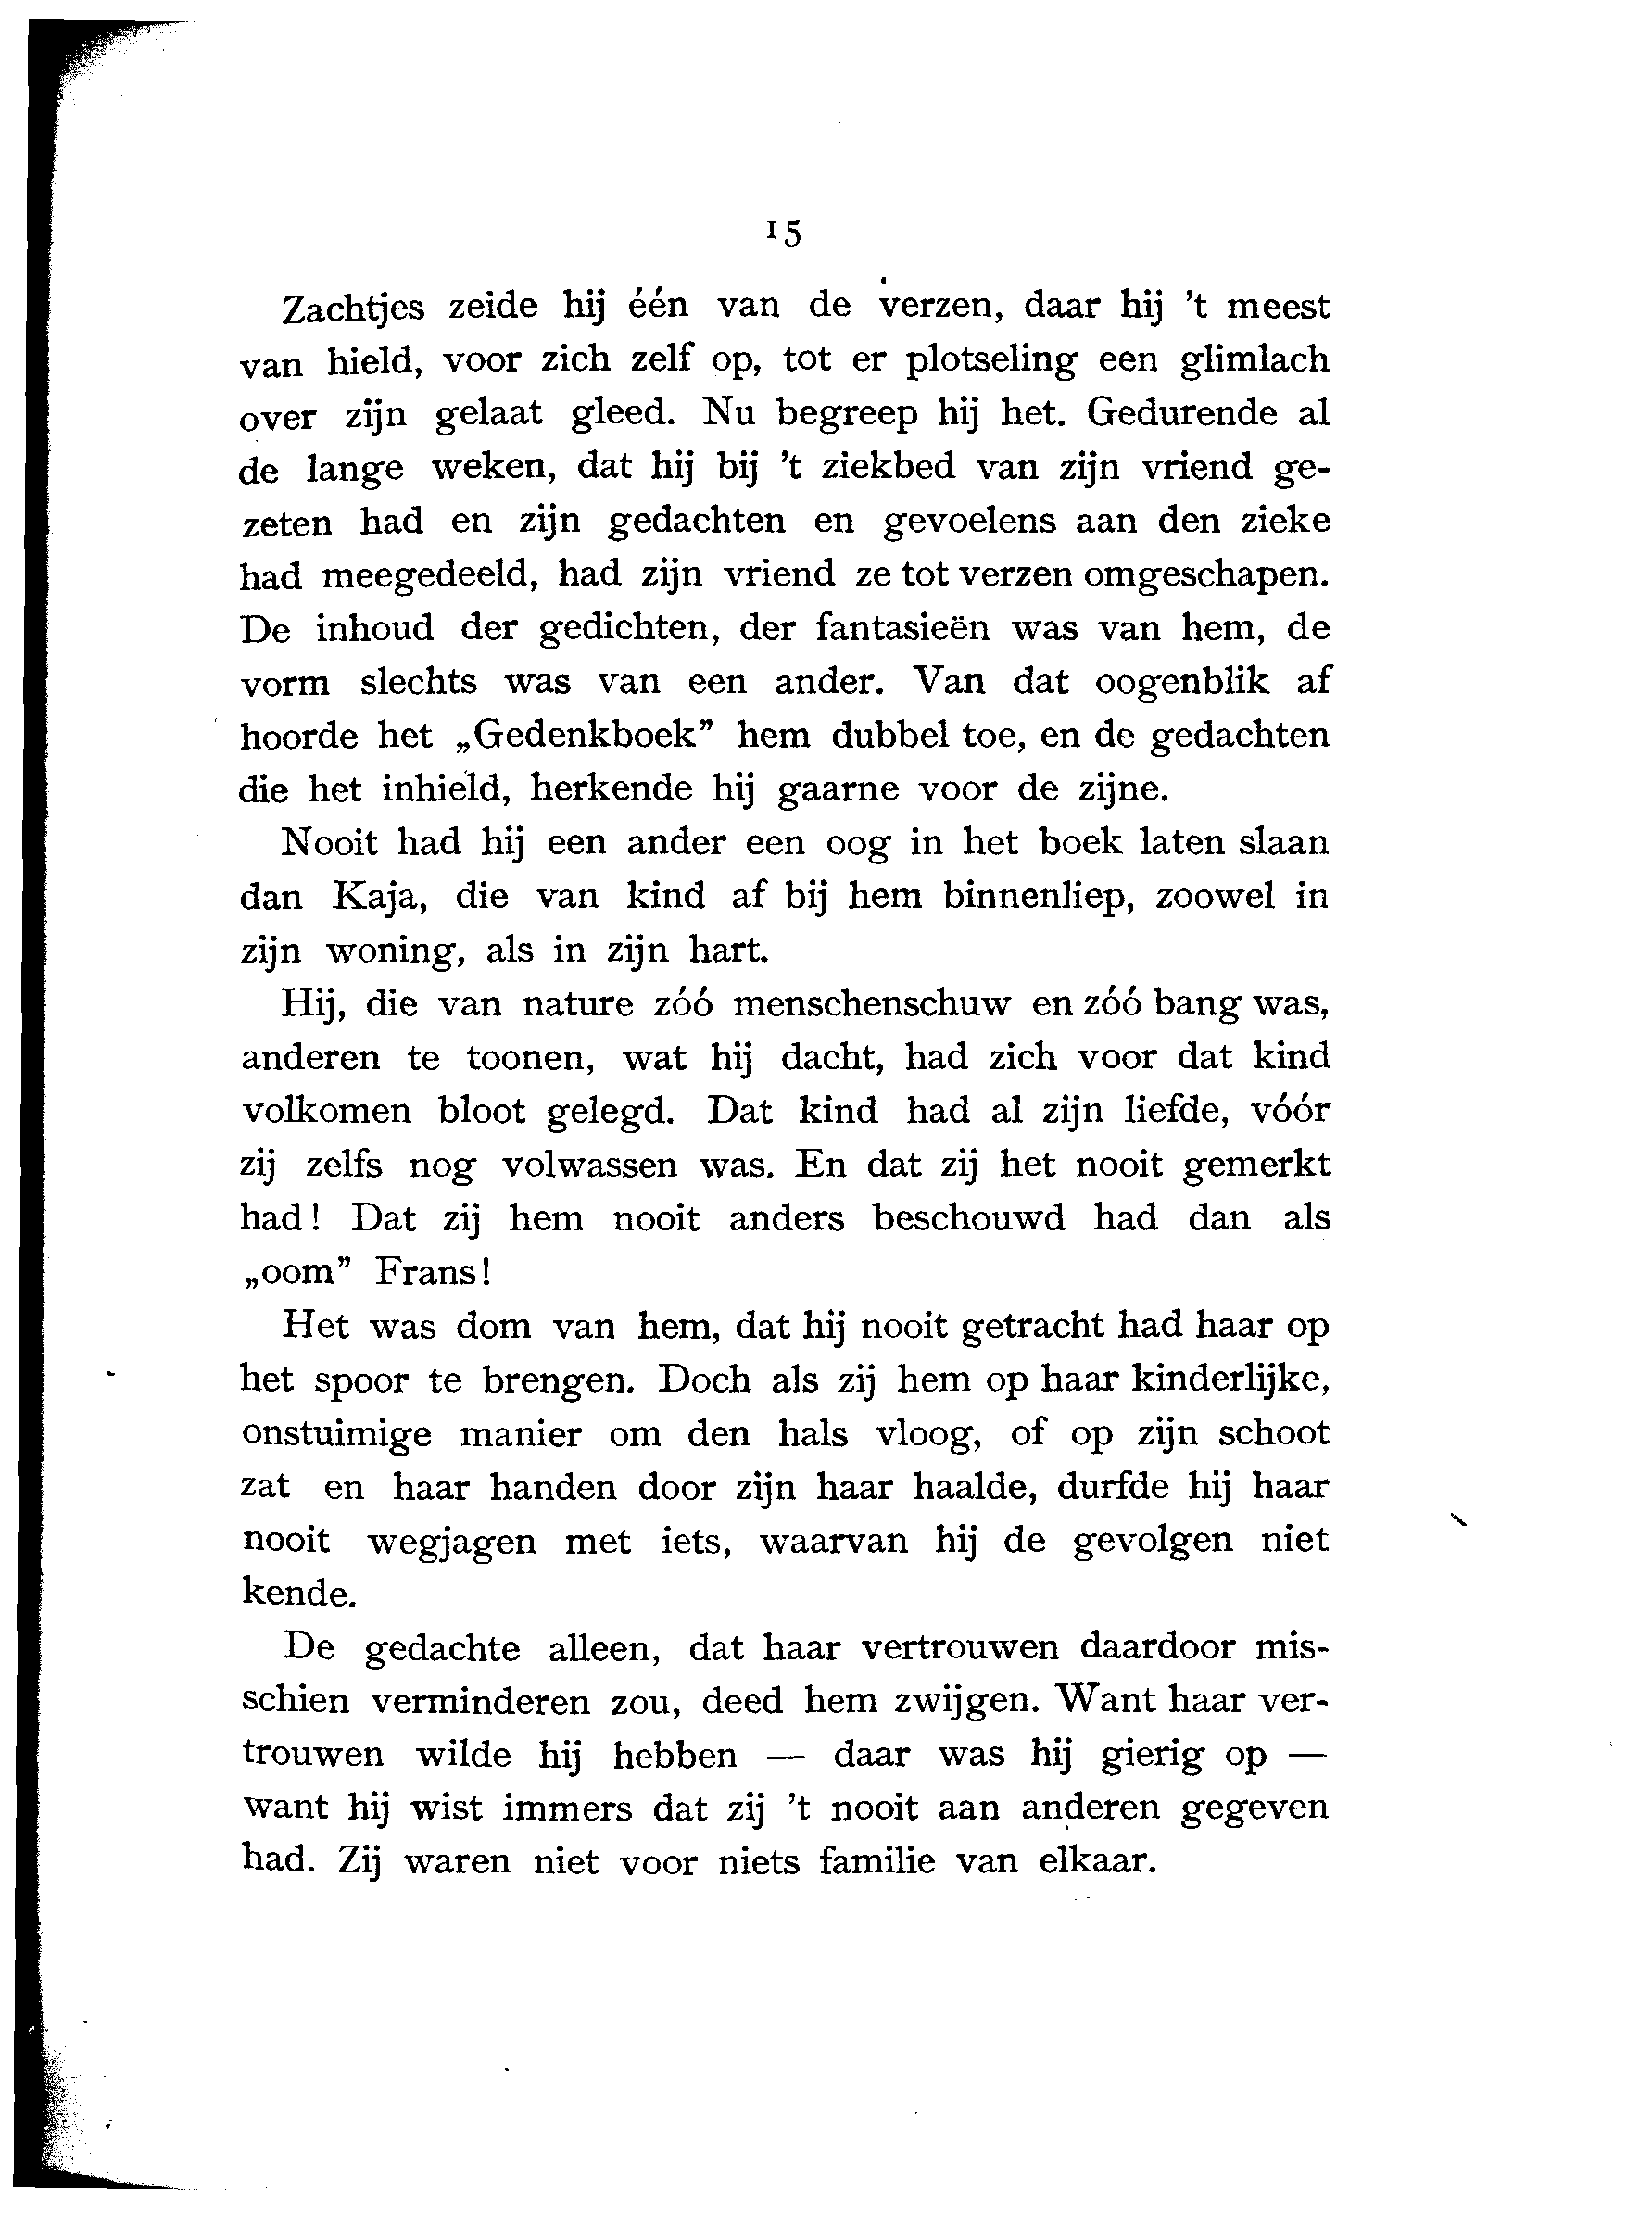 15
Zachtjes zeide hij één van de verzen, daar hij 't meest
van hield, voor zich zelf op, tot er plotseling een glimlach
over zijn gelaat gleed. Nu begreep hij het. Gedurende al
de lange weken, dat hij bij 't ziekbed van zijn vriend ge-
zeten had en zijn gedachten en gevoelens aan den zieke
had meegedeeld, had zijn vriend ze tot verzen omgeschapen.
De inhoud der gedichten, der fantasieën was van hem, de
vorm slechts was van een ander. Van dat oogenblik af
hoorde het „Gedenkboek” hem dubbel toe, en de gedachten
die het inhield, herkende hij gaarne voor de zijne.
Nooit had hij een ander een oog in het boek laten slaan
dan Kaja, die van kind af bij hem binnenliep, zoowel in
zijn woning, als in zijn hart.
Hij, die van nature zóó menschenschuw en zóó bang was,
anderen te toonen, wat hij dacht, had zich voor dat kind
volkomen bloot gelegd. Dat kind had al zijn liefde, vóór
zij zelfs nog volwassen was. En dat zij het nooit gemerkt
had! Dat zij hem nooit anders beschouwd had dan als
„oom” Frans!
Het was dom van hem, dat hij nooit getracht had haar op
het spoor te brengen. Doch als zij hem op haar kinderlijke,
onstuimige manier om den hals vloog, of op zijn schoot
zat en haar handen door zijn haar haalde, durfde hij haar
nooit wegjagen met iets, waarvan hij de gevolgen niet
kende.
De gedachte alleen, dat haar vertrouwen daardoor mis-
schien verminderen zou, deed hem zwijgen. Want haar ver-
trouwen wilde hij hebben — daar was hij gierig op —
want hij wist immers dat zij 't nooit aan anderen gegeven
had. Zij waren niet voor niets familie van elkaar.